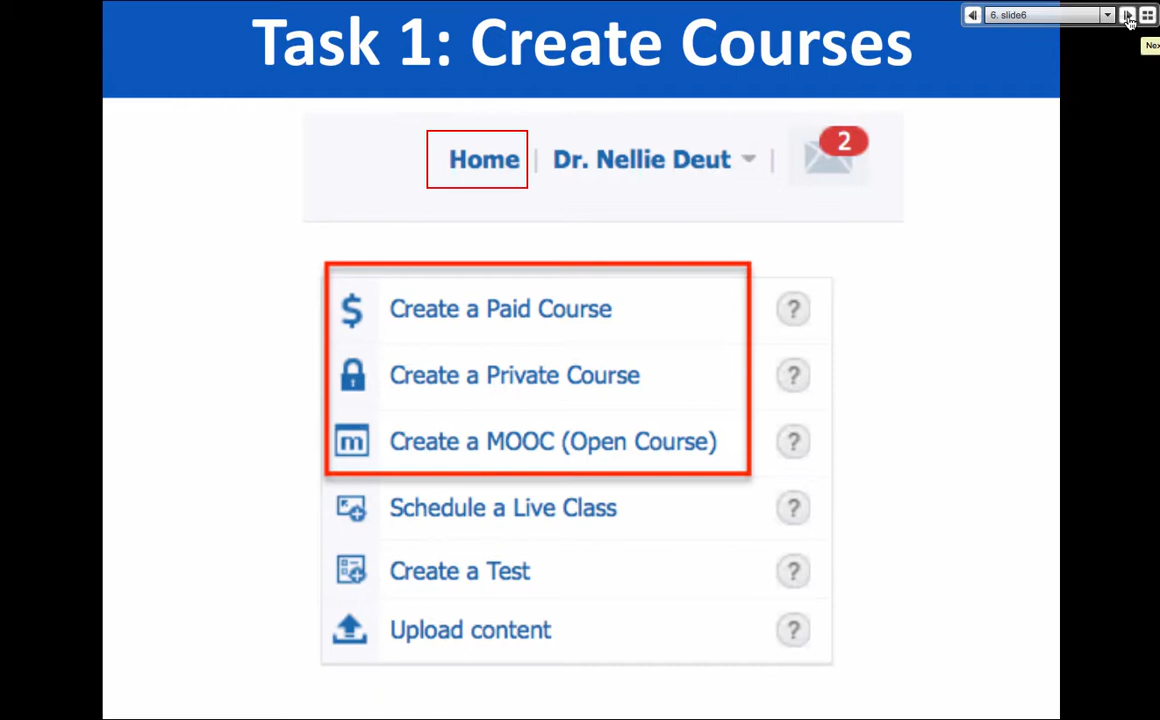 6. slide6
Task 1: Create Courses
Nex
Home | Dr. Nellie Deut |
2
$ Create a Paid Course ?
Create a Private Course ?
m Create a MOOC (Open Course) ?
Schedule a Live Class ?
Create a Test ?
Upload content ?